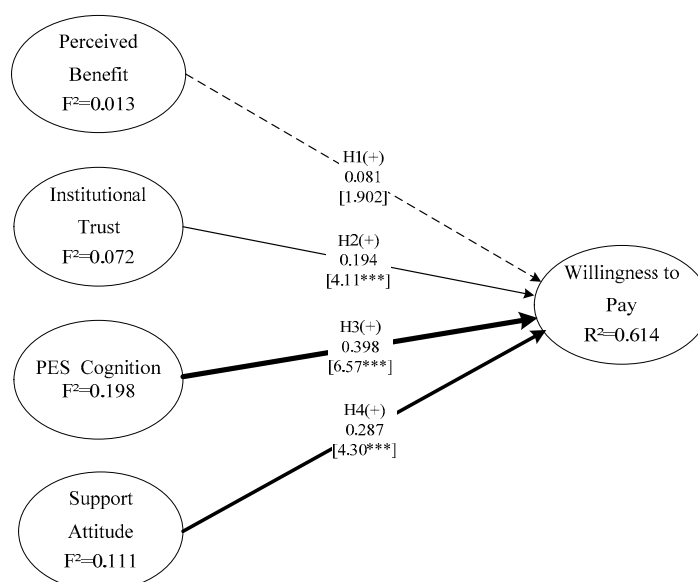 Perceived
Benefit
F²=0.013
H1(+)
0.081
[1.902]
Institutional
Trust
F²=0.072
H2(+)
0.194
[4.11***]
Willingness to
Pay
R²=0.614
PES Cognition
F²=0.198
H3(+)
0.398
[6.57***]
H4(+)
0.287
[4.30***]
Support
Attitude
F²=0.111